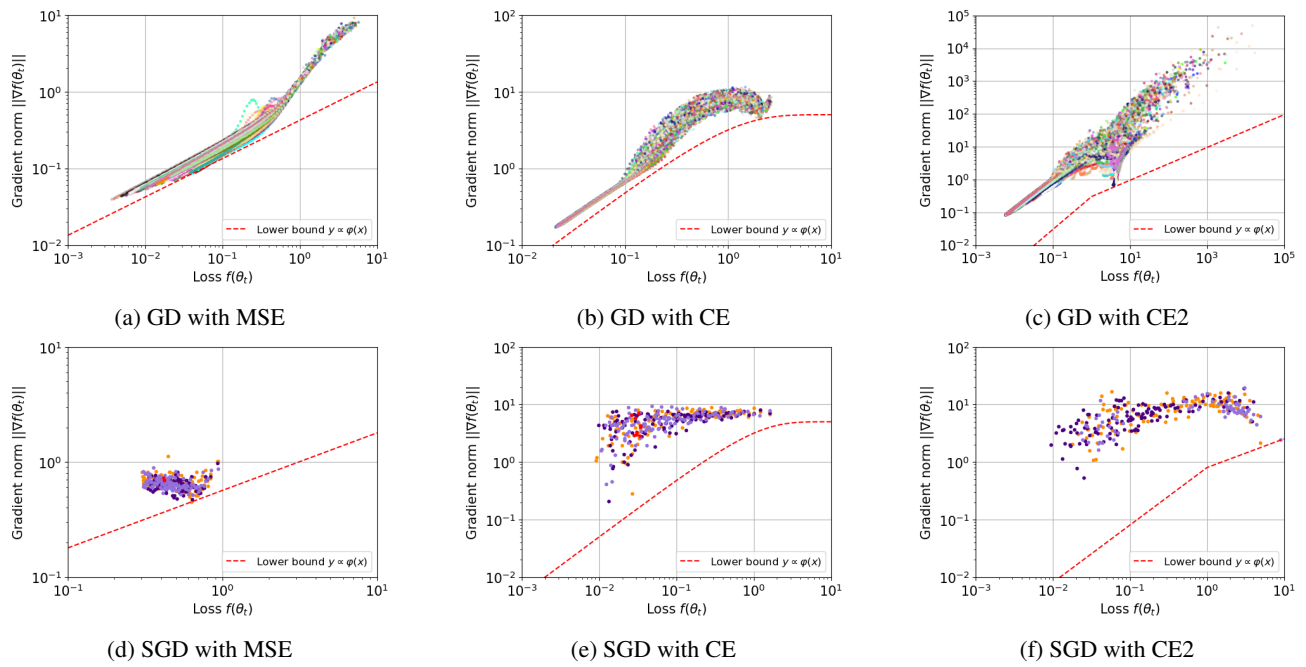 10¹
10⁰
10⁻¹
10⁻²
10⁻³ 10⁻² 10⁻¹ 10⁰ 10¹
Gradient norm ||∇f(θₜ)||
Loss f(θₜ)
Lower bound y ∝ φ(x)
(a) GD with MSE
10²
10¹
10⁰
10⁻¹
10⁻² 10⁻¹ 10⁰ 10¹
Gradient norm ||∇f(θₜ)||
Loss f(θₜ)
Lower bound y ∝ φ(x)
(b) GD with CE
10⁵
10⁴
10³
10²
10¹
10⁰
10⁻¹
10⁻²
10⁻³ 10⁻¹ 10¹ 10³ 10⁵
Gradient norm ||∇f(θₜ)||
Loss f(θₜ)
Lower bound y ∝ φ(x)
(c) GD with CE2
10¹
10⁰
10⁻¹
10⁻¹ 10⁰ 10¹
Gradient norm ||∇f(θₜ)||
Loss f(θₜ)
Lower bound y ∝ φ(x)
(d) SGD with MSE
10²
10¹
10⁰
10⁻¹
10⁻²
10⁻³ 10⁻² 10⁻¹ 10⁰ 10¹
Gradient norm ||∇f(θₜ)||
Loss f(θₜ)
Lower bound y ∝ φ(x)
(e) SGD with CE
10²
10¹
10⁰
10⁻¹
10⁻²
10⁻³ 10⁻² 10⁻¹ 10⁰ 10¹
Gradient norm ||∇f(θₜ)||
Loss f(θₜ)
Lower bound y ∝ φ(x)
(f) SGD with CE2